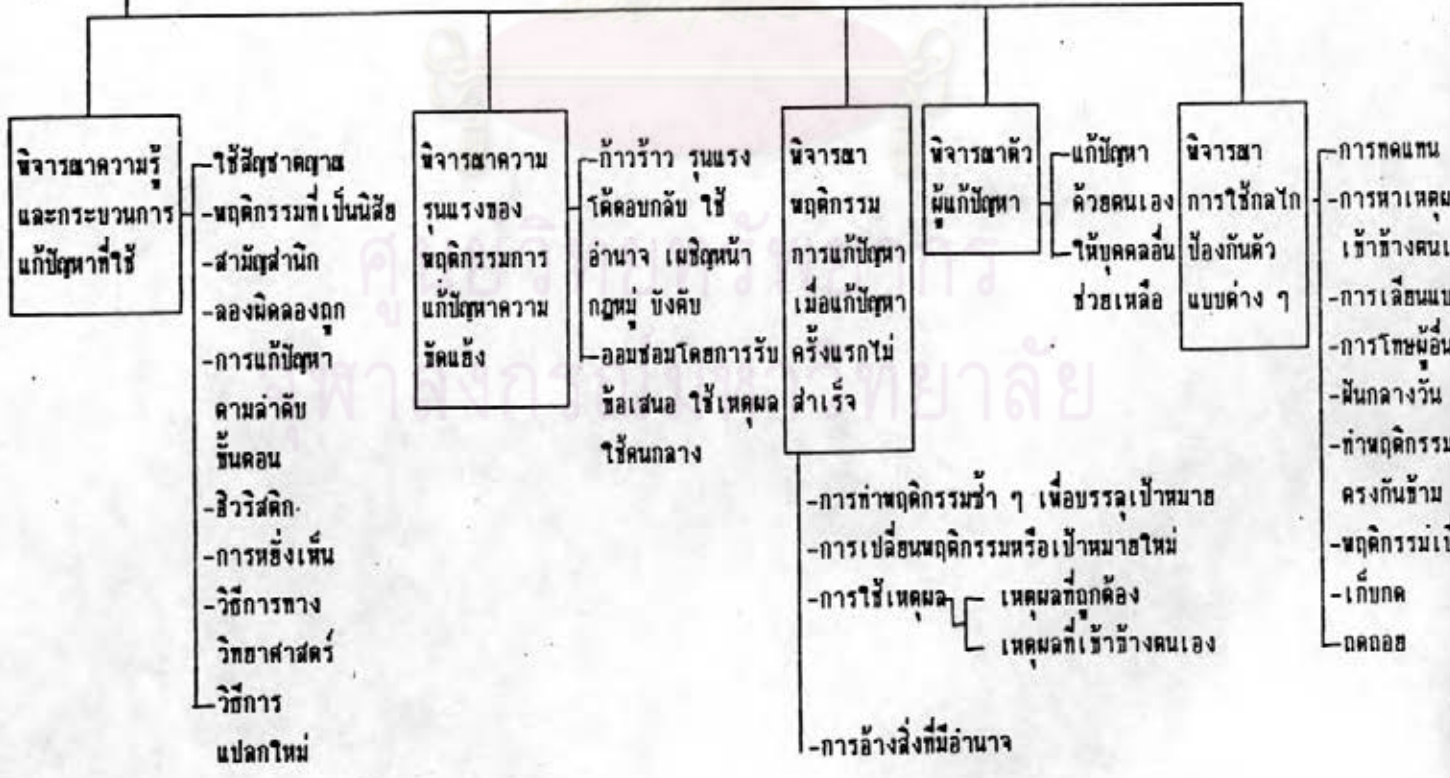 พิจารณาความรู้
และกระบวนการ
แก้ปัญหาที่ใช้
-ใช้สัญชาตญาณ
-พฤติกรรมที่เป็นนิสัย
-สามัญสำนึก
-ลองผิดลองถูก
-การแก้ปัญหา
ตามลำดับ
ขั้นตอน
-ฮิวริสติก
-การหยั่งเห็น
-วิธีการทาง
วิทยาศาสตร์
-วิธีการ
แปลกใหม่
พิจารณาความ
รุนแรงของ
พฤติกรรมการ
แก้ปัญหาความ
ขัดแย้ง
-ก้าวร้าว รุนแรง
โต้ตอบกลับ ใช้
อำนาจ เผชิญหน้า
กฎหมู่ บังคับ
-ออมชอมโดยการรับ
ข้อเสนอ ใช้เหตุผล
ใช้คนกลาง
พิจารณา
พฤติกรรม
การแก้ปัญหา
เมื่อแก้ปัญหา
ครั้งแรกไม่
สำเร็จ
-การทำพฤติกรรมซ้ำ ๆ เพื่อบรรลุเป้าหมาย
-การเปลี่ยนพฤติกรรมหรือเป้าหมายใหม่
-การใช้เหตุผล
เหตุผลที่ถูกต้อง
เหตุผลที่เข้าข้างตนเอง
-การอ้างสิ่งที่มีอำนาจ
พิจารณาตัว
ผู้แก้ปัญหา
-แก้ปัญหา
ด้วยตนเอง
-ให้บุคคลอื่น
ช่วยเหลือ
พิจารณา
การใช้กลไก
ป้องกันตัว
แบบต่าง ๆ
-การทดแทน
-การหาเหตุผ
เข้าข้างตนเ
-การเลียนแบ
-การโทษผู้อื่น
-ฝันกลางวัน
-ทำพฤติกรรม
ตรงกันข้าม
-พฤติกรรมเบ
-เก็บกด
-ถดถอย
ศูนย์วิทยทรัพยากร
จุฬาลงกรณ์มหาวิทยาลัย